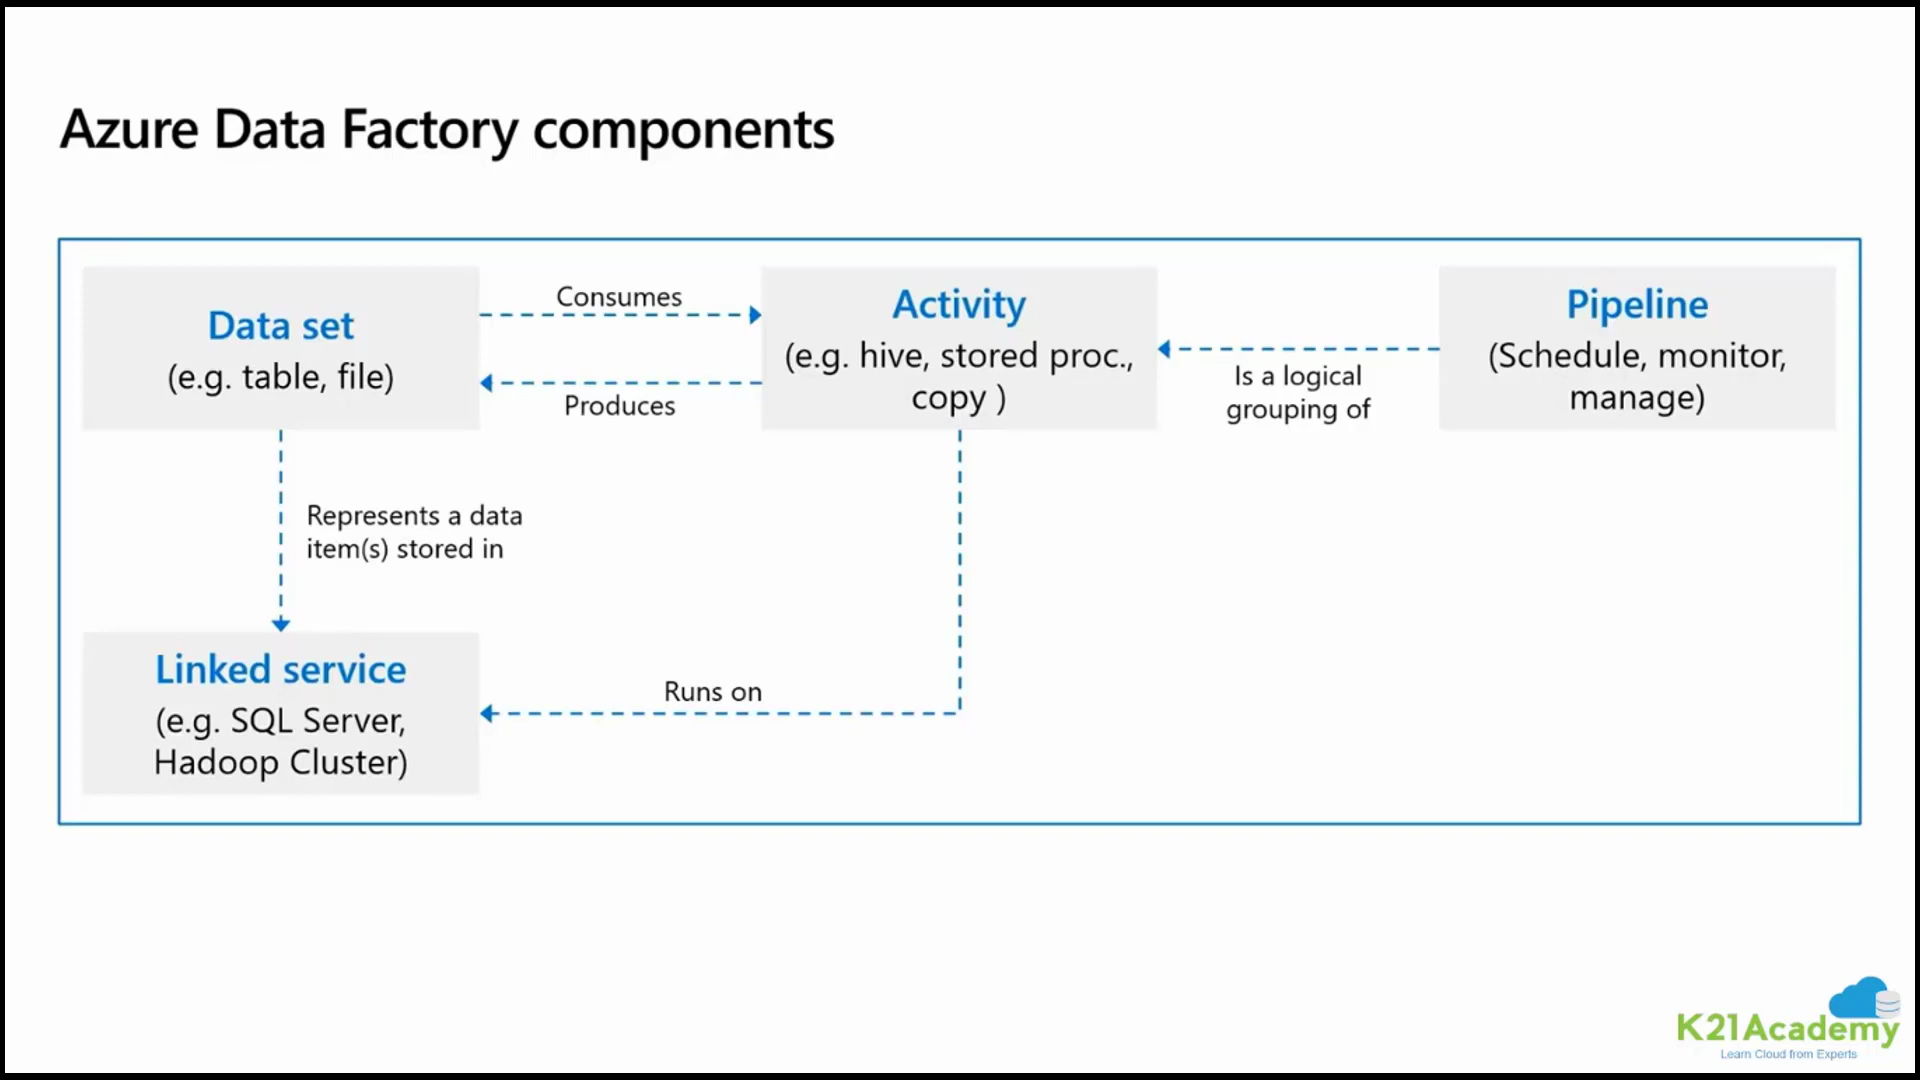 Azure Data Factory components
Data set
(e.g. table, file)
Consumes
Produces
Activity
(e.g. hive, stored proc.,
copy )
Is a logical
grouping of
Pipeline
(Schedule, monitor,
manage)
Represents a data
item(s) stored in
Linked service
(e.g. SQL Server,
Hadoop Cluster)
Runs on
K21Academy
Learn Cloud from Experts